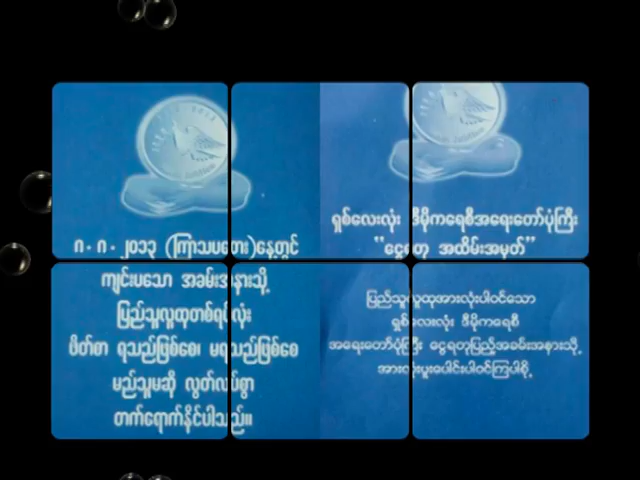 ၈.၈.၂၀၁၃ (ကြာသပတေး)နေ့တွင်
ကျင်းပသော အခမ်းအနားသို့
ပြည်သူလူထုတစ်ရပ်လုံး
ဖိတ်စာ ရသည်ဖြစ်စေ၊ မရသည်ဖြစ်စေ
မည်သူမဆို လွတ်လပ်စွာ
တက်ရောက်နိုင်ပါသည်။
ရှစ်လေးလုံး ဒီမိုကရေစီအရေးတော်ပုံကြီး
"ငွေရတု အထိမ်းအမှတ်"
ပြည်သူလူထုအားလုံးပါဝင်သော
ရှစ်လေးလုံး ဒီမိုကရေစီ
အရေးတော်ပုံကြီး ငွေရတုပြည့်အခမ်းအနားသို့
အားလုံးပူးပေါင်းပါဝင်ကြပါစို့